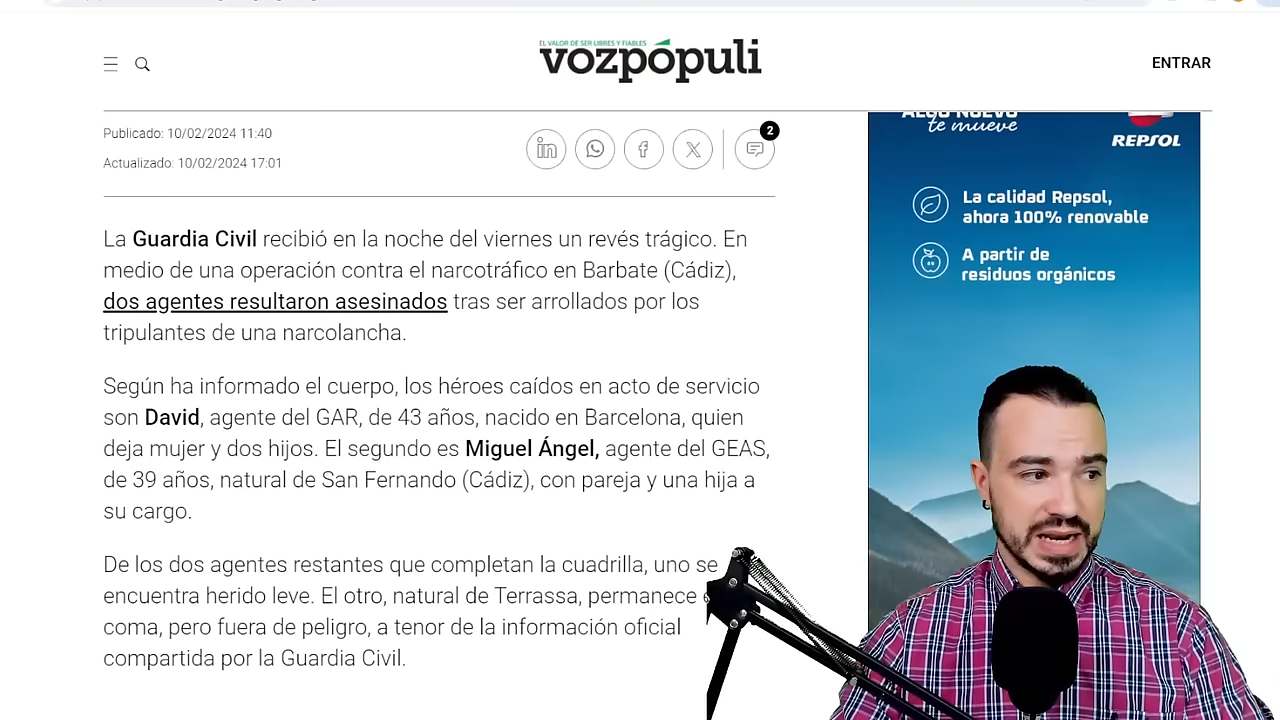 EL VALOR DE SER LIBRES Y FIABLES
vozpópuli
ENTRAR
Publicado: 10/02/2024 11:40
Actualizado: 10/02/2024 17:01
2
ALGO NUEVO
te mueve
REPSOL
La calidad Repsol,
ahora 100% renovable
A partir de
residuos orgánicos
La Guardia Civil recibió en la noche del viernes un revés trágico. En
medio de una operación contra el narcotráfico en Barbate (Cádiz),
dos agentes resultaron asesinados tras ser arrollados por los
tripulantes de una narcolancha.
Según ha informado el cuerpo, los héroes caídos en acto de servicio
son David, agente del GAR, de 43 años, nacido en Barcelona, quien
deja mujer y dos hijos. El segundo es Miguel Ángel, agente del GEAS,
de 39 años, natural de San Fernando (Cádiz), con pareja y una hija a
su cargo.
De los dos agentes restantes que completan la cuadrilla, uno se
encuentra herido leve. El otro, natural de Terrassa, permanece
coma, pero fuera de peligro, a tenor de la información oficial
compartida por la Guardia Civil.